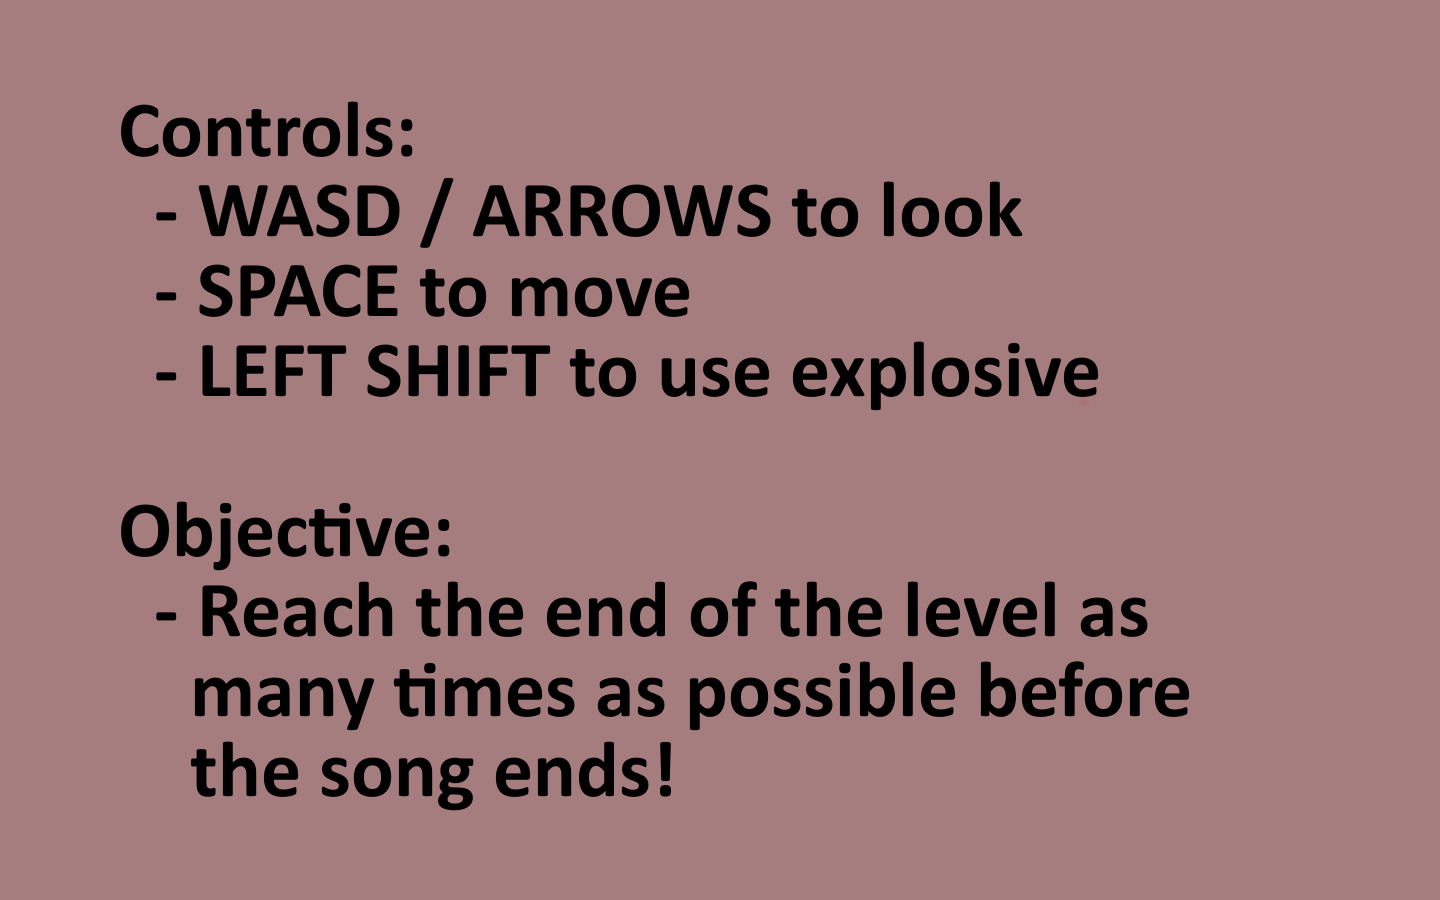 Controls:
- WASD / ARROWS to look
- SPACE to move
- LEFT SHIFT to use explosive
Objective:
- Reach the end of the level as
many times as possible before
the song ends!